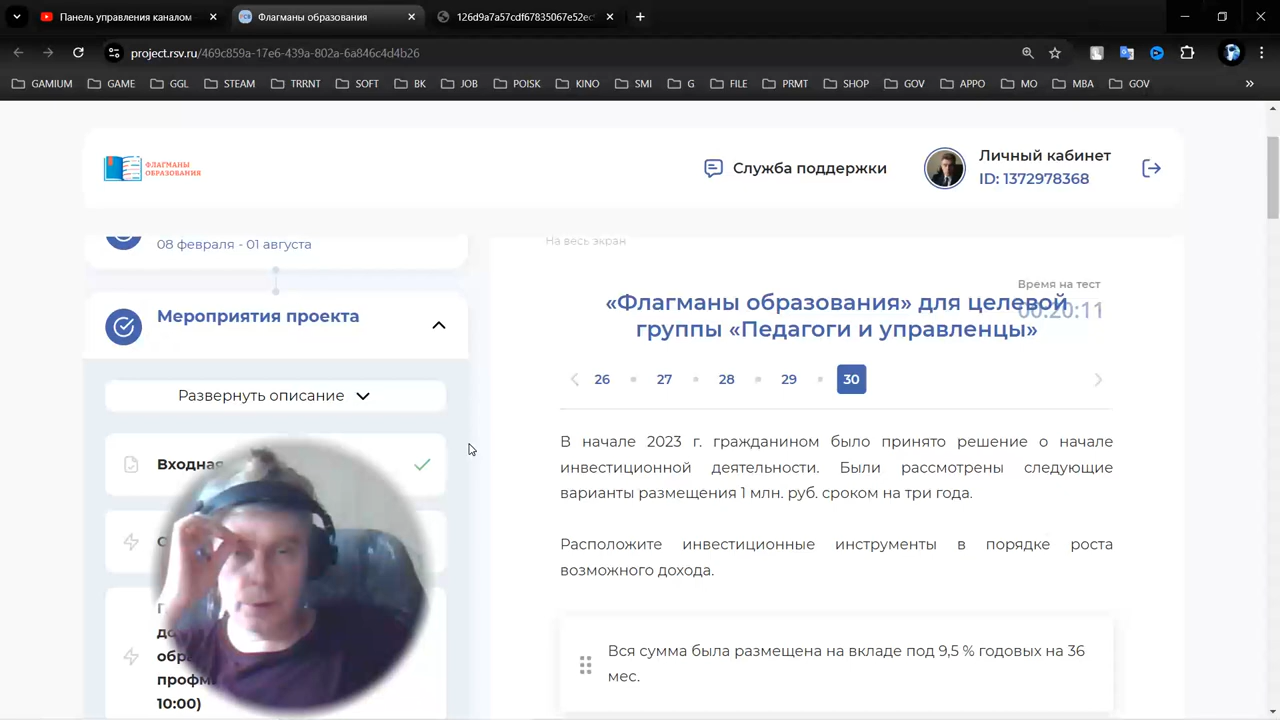 Панель управления каналом
Флагманы образования
project.rsv.ru/469c859a-17e6-439a-802a-6a846c4d4b26
GAMIUM
GAME
GGL
STEAM
TRRNT
SOFT
BK
JOB
POISK
KINO
SMI
G
FILE
PRMT
SHOP
GOV
APPO
MO
MBA
GOV
ФЛАГМАНЫ
ОБРАЗОВАНИЯ
Служба поддержки
Личный кабинет
ID: 1372978368
08 февраля - 01 августа
Мероприятия проекта
Развернуть описание
10:00)
На весь экран
Время на тест
00:20:11
«Флагманы образования» для целевой
группы «Педагоги и управленцы»
26
27
28
29
30
В начале 2023 г. гражданином было принято решение о начале
инвестиционной деятельности. Были рассмотрены следующие
варианты размещения 1 млн. руб. сроком на три года.
Расположите инвестиционные инструменты в порядке роста
возможного дохода.
Вся сумма была размещена на вкладе под 9,5 % годовых на 36
мес.